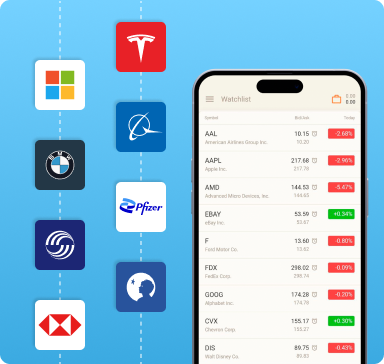 BMW
Pfizer
Watchlist
0.00
0.00
Symbol
Bid/Ask
Today
AAL 10.15 -2.68%
American Airlines Group Inc. 10.20
AAPL 217.68 -2.96%
Apple Inc. 217.78
AMD 144.53 -5.47%
Advanced Micro Devices, Inc. 144.65
EBAY 53.59 +0.34%
eBay Inc. 53.67
F 13.60 -0.80%
Ford Motor Co. 13.62
FDX 298.02 -0.09%
FedEx Corp. 298.74
GOOG 174.28 -0.20%
Alphabet Inc. 174.70
CVX 155.17 +0.30%
Chevron Corp. 155.27
DIS 89.75 -0.43%
Walt Disney Co. 89.83